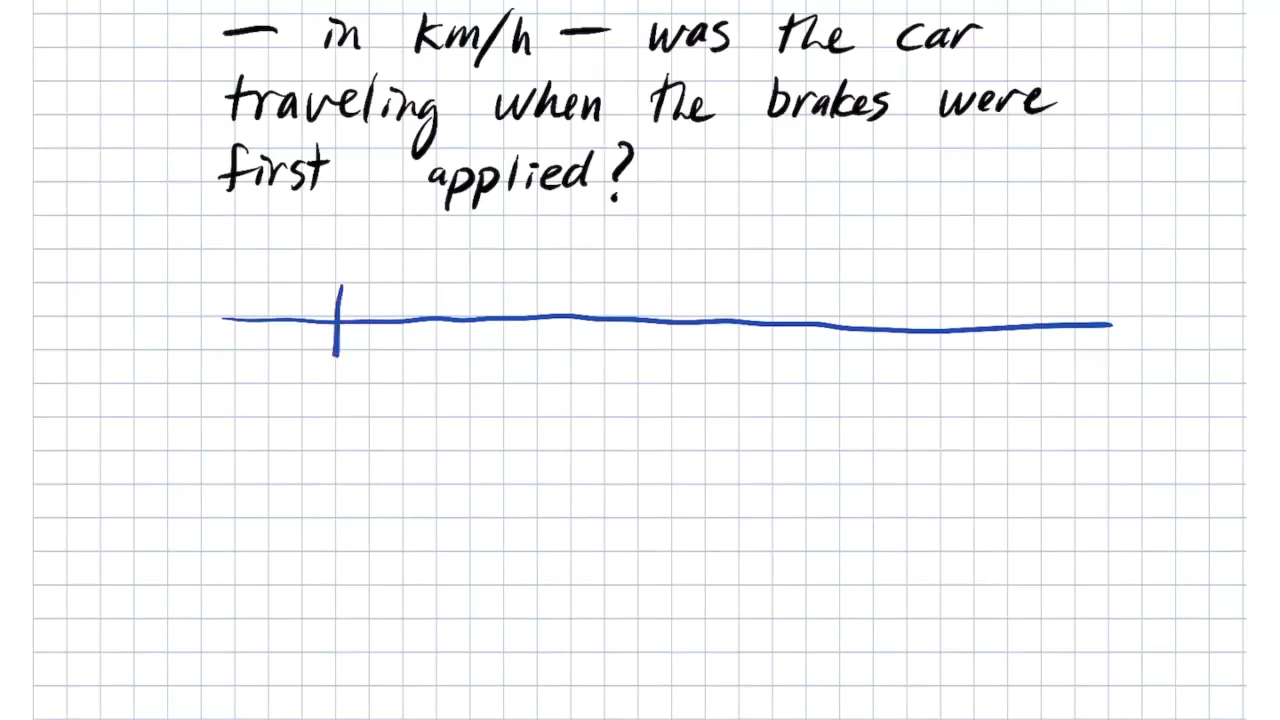 — in km/h — was the car
traveling when the brakes were
first applied?